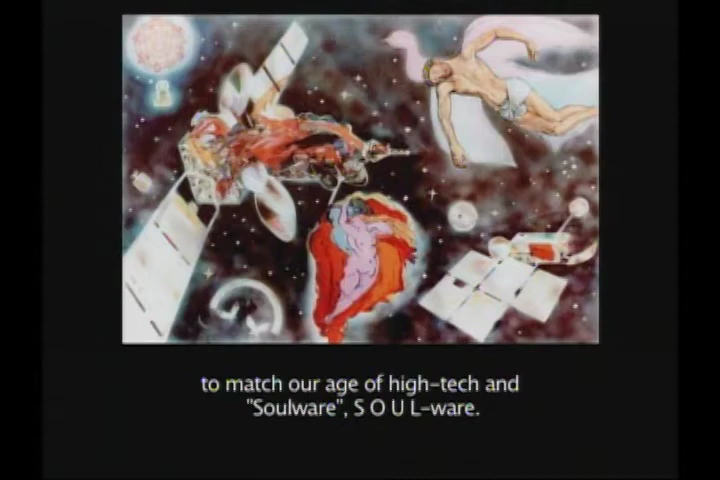 to match our age of high-tech and
"Soulware", S O U L-ware.